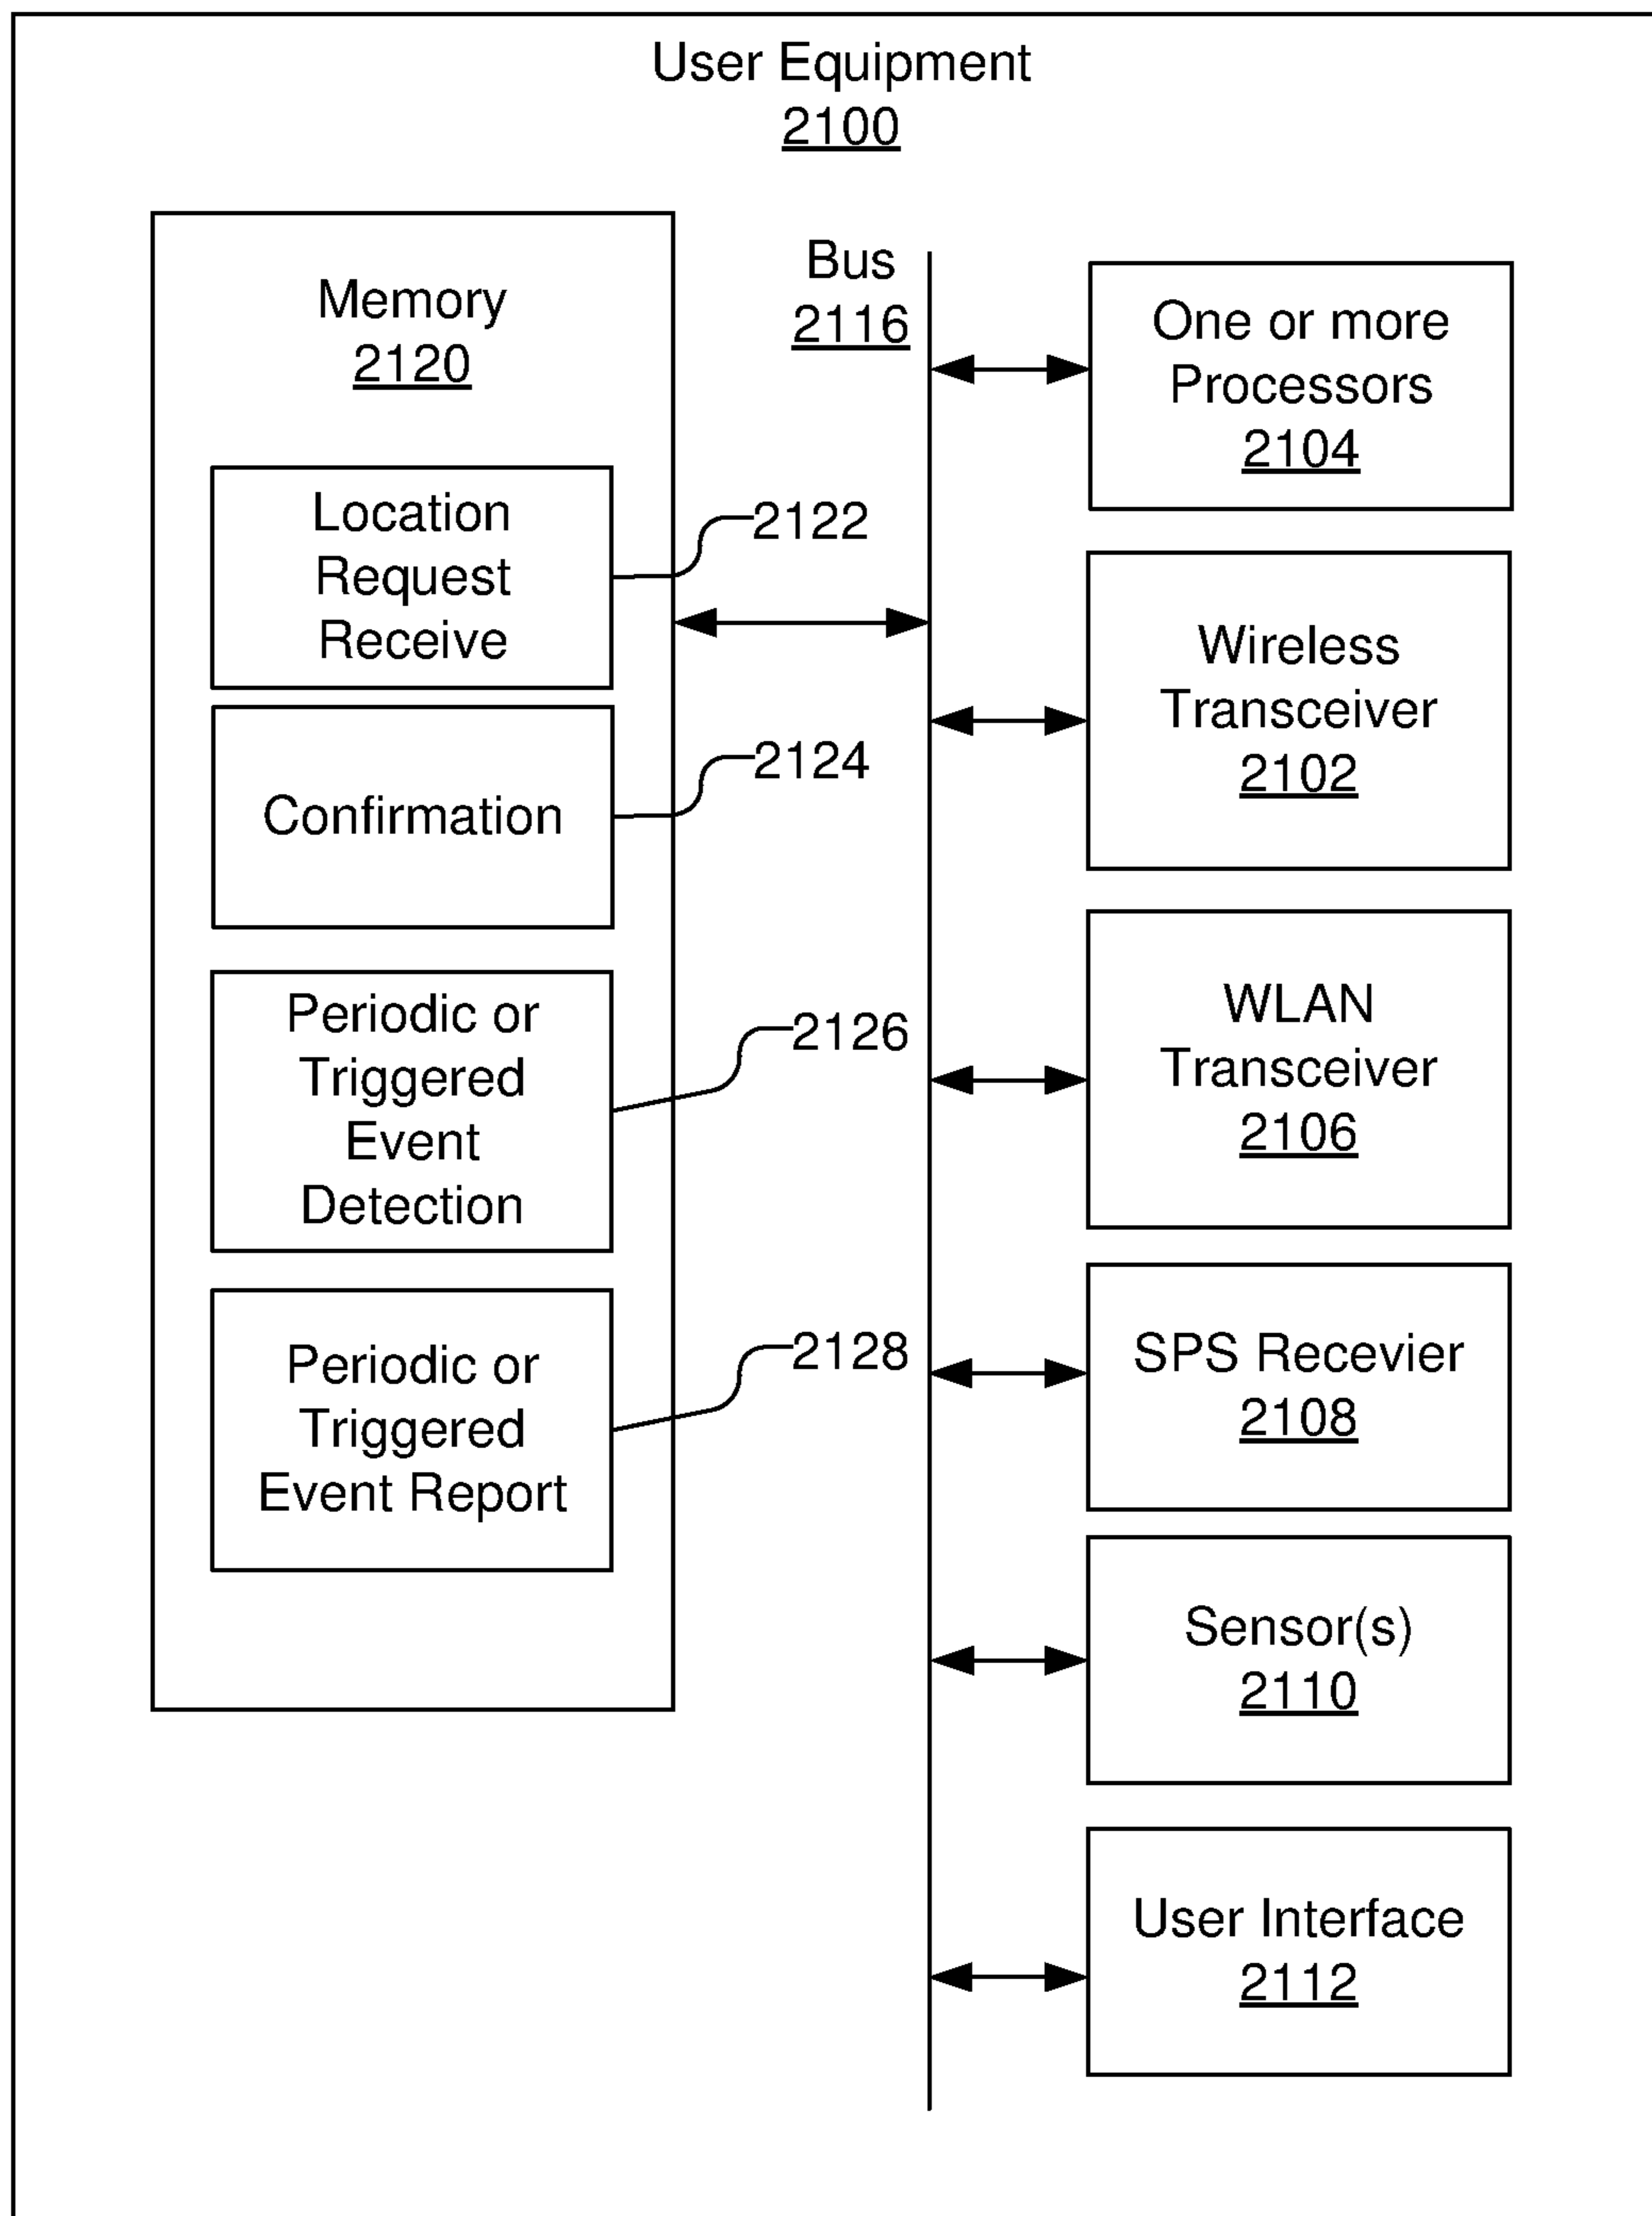 User Equipment
2100
Memory
2120
Location
Request
Receive
2122
Confirmation
2124
Periodic or
Triggered
Event
Detection
2126
Periodic or
Triggered
Event Report
2128
Bus
2116
One or more
Processors
2104
Wireless
Transceiver
2102
WLAN
Transceiver
2106
SPS Recevier
2108
Sensor(s)
2110
User Interface
2112